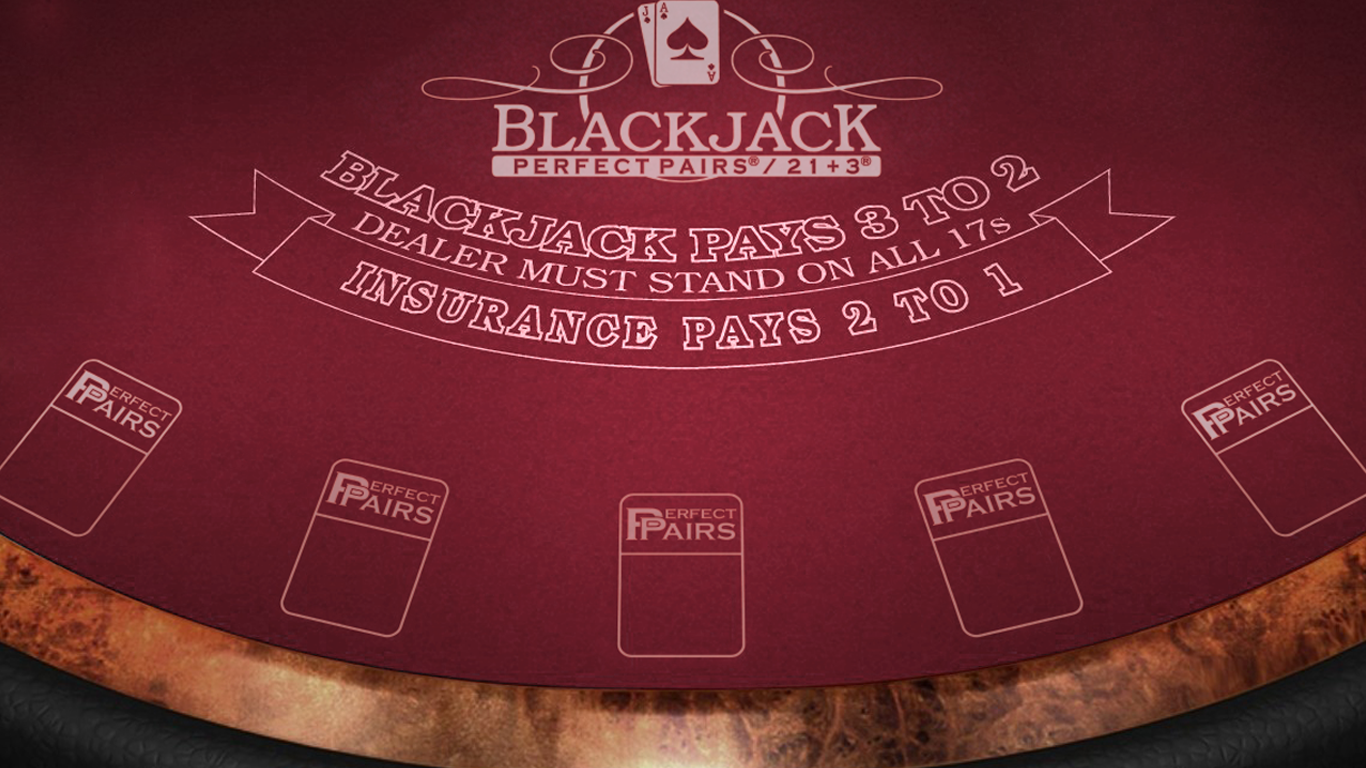 J A
A
BLACKJACK
PERFECT PAIRS® / 21+3®
BLACKJACK PAYS 3 TO 2
DEALER MUST STAND ON ALL 17s
INSURANCE PAYS 2 TO 1
PERFECT
PAIRS
PERFECT
PAIRS
PERFECT
PAIRS
PERFECT
PAIRS
PERFECT
PAIRS